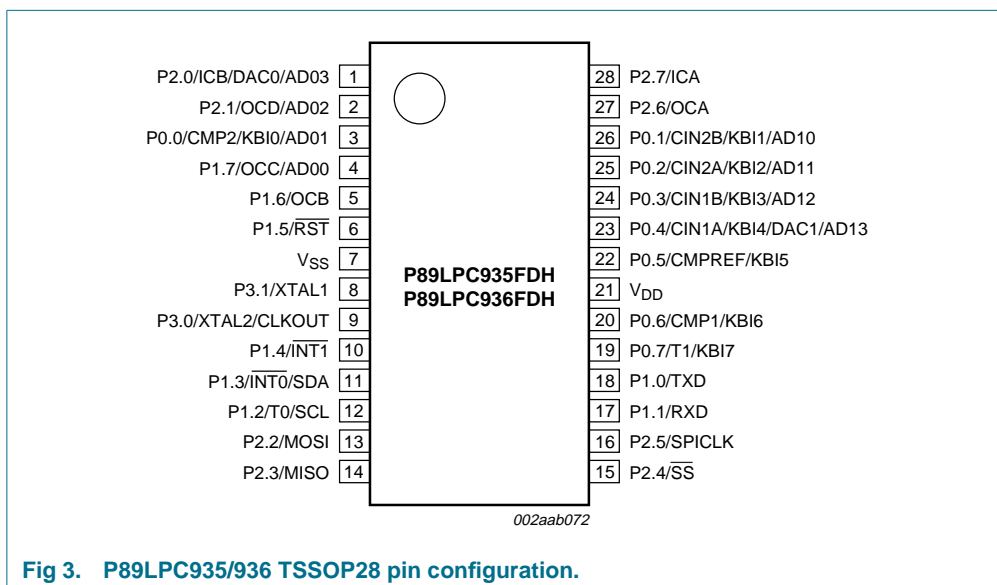 P2.0/ICB/DAC0/AD03 1
P2.1/OCD/AD02 2
P0.0/CMP2/KBI0/AD01 3
P1.7/OCC/AD00 4
P1.6/OCB 5
P1.5/R̅S̅T̅ 6
VSS 7
P3.1/XTAL1 8
P3.0/XTAL2/CLKOUT 9
P1.4/I̅N̅T̅1̅ 10
P1.3/I̅N̅T̅0̅/SDA 11
P1.2/T0/SCL 12
P2.2/MOSI 13
P2.3/MISO 14
P89LPC935FDH
P89LPC936FDH
28 P2.7/ICA
27 P2.6/OCA
26 P0.1/CIN2B/KBI1/AD10
25 P0.2/CIN2A/KBI2/AD11
24 P0.3/CIN1B/KBI3/AD12
23 P0.4/CIN1A/KBI4/DAC1/AD13
22 P0.5/CMPREF/KBI5
21 VDD
20 P0.6/CMP1/KBI6
19 P0.7/T1/KBI7
18 P1.0/TXD
17 P1.1/RXD
16 P2.5/SPICLK
15 P2.4/S̅S̅
002aab072
Fig 3. P89LPC935/936 TSSOP28 pin configuration.